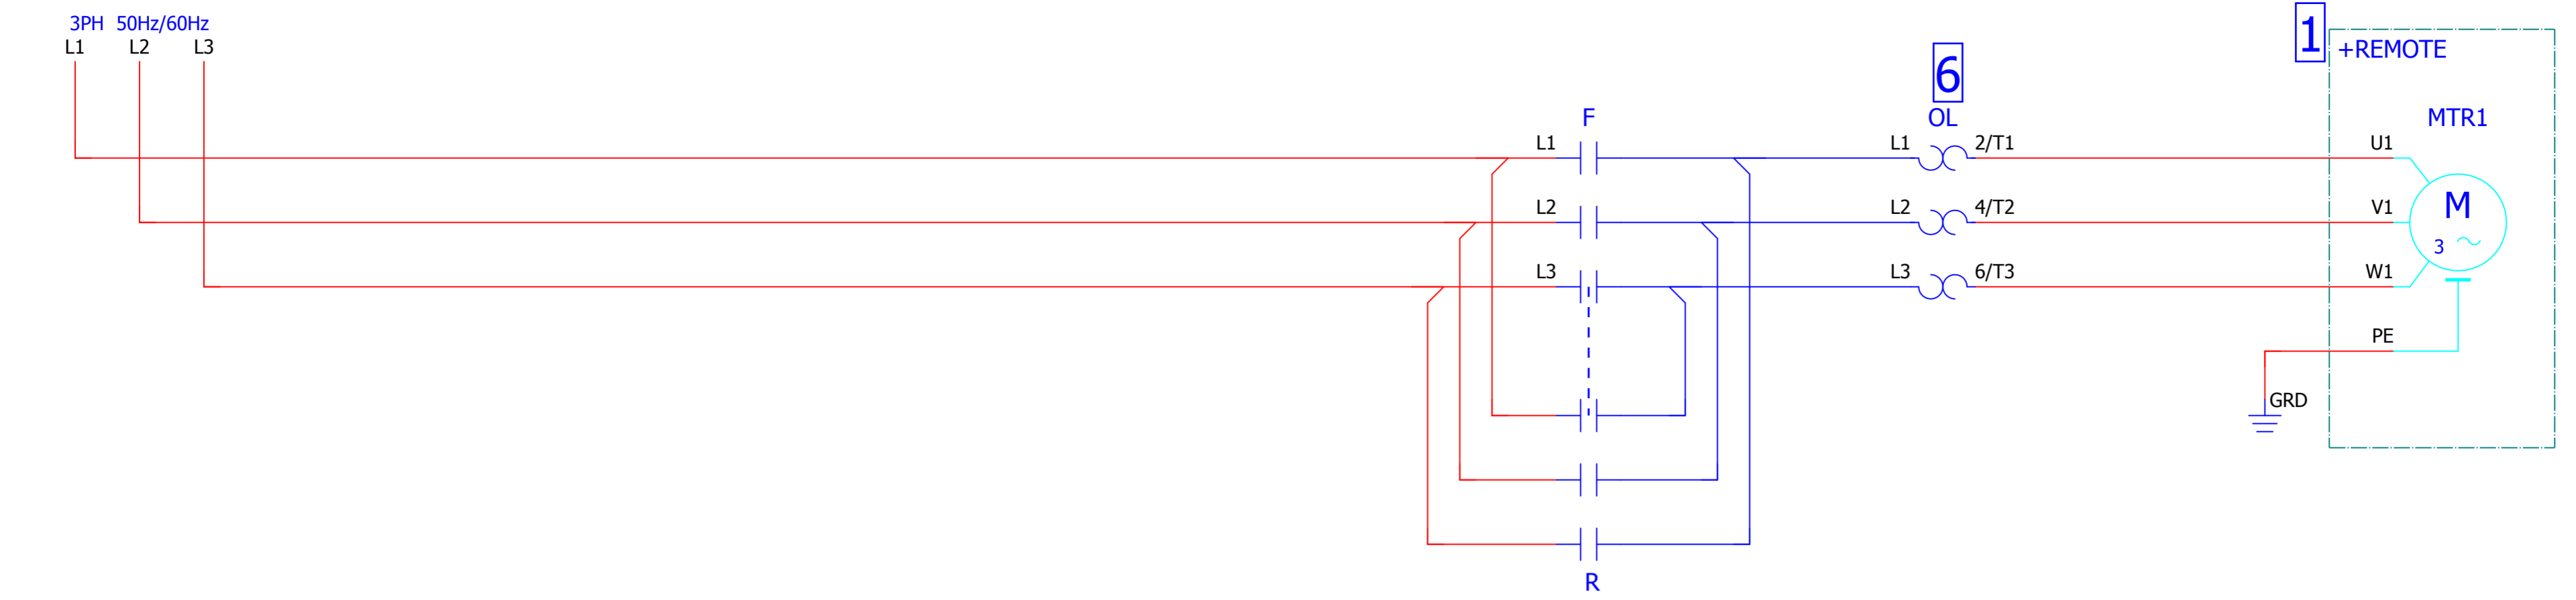 3PH 50Hz/60Hz
L1 L2 L3
1
+REMOTE
6
F OL MTR1
L1 L1 2/T1 U1
M
L2 L2 4/T2 V1
3
L3 L3 6/T3 W1
PE
GRD
R